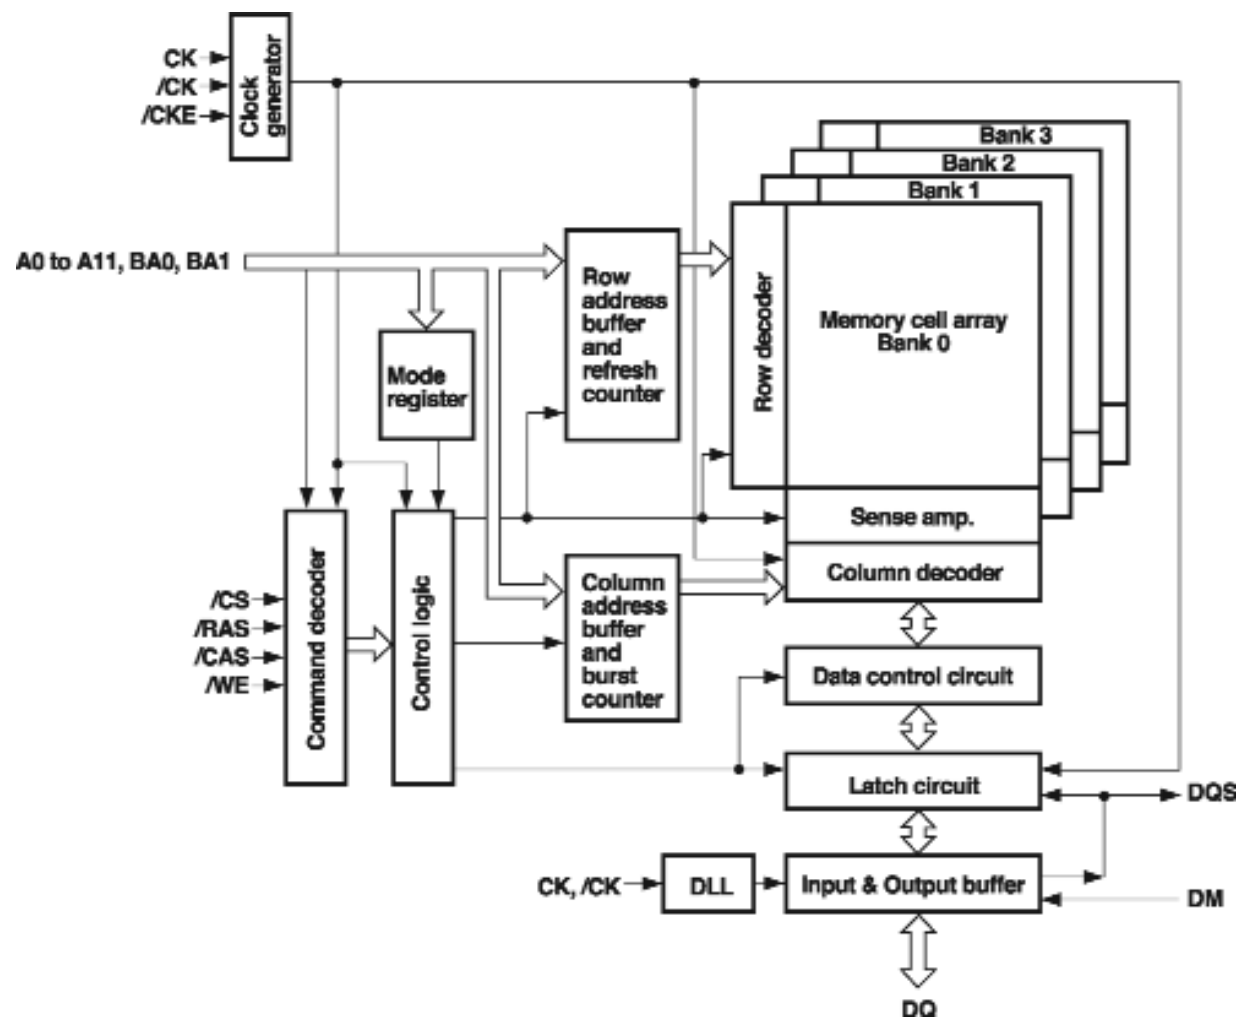 CK
/CK
/CKE
Clock
generator
Bank 3
Bank 2
Bank 1
A0 to A11, BA0, BA1
Row
address
buffer
and
refresh
counter
Row decoder
Memory cell array
Bank 0
Mode
register
Sense amp.
Column decoder
/CS
/RAS
/CAS
/WE
Command decoder
Control logic
Column
address
buffer
and
burst
counter
Data control circuit
Latch circuit
DQS
CK, /CK
DLL
Input & Output buffer
DM
DQ